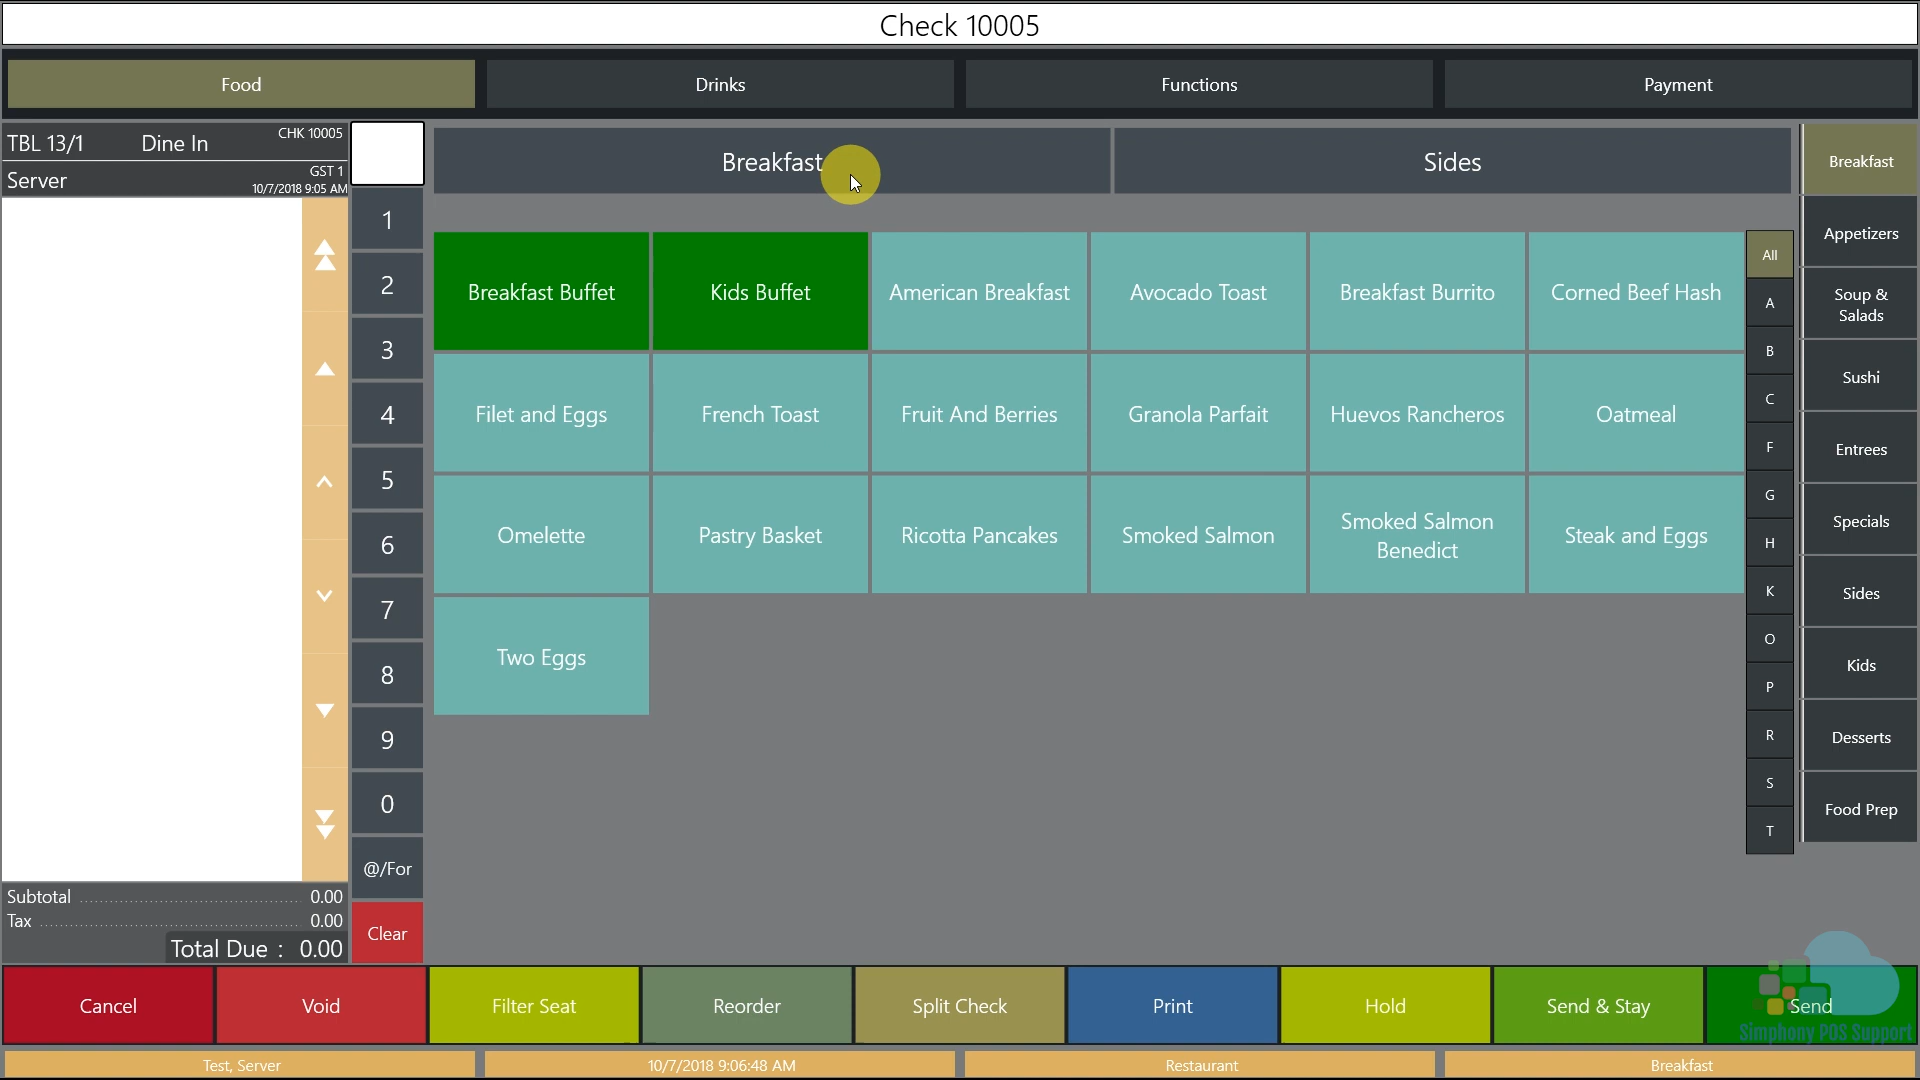 Check 10005
Food
Drinks
Functions
Payment
TBL 13/1 Dine In CHK 10005
Server GST 1
10/7/2018 9:05 AM
Breakfast
Sides
1
2
3
4
5
6
7
8
9
0
@/For
Clear
Breakfast Buffet
Kids Buffet
American Breakfast
Avocado Toast
Breakfast Burrito
Corned Beef Hash
Filet and Eggs
French Toast
Fruit And Berries
Granola Parfait
Huevos Rancheros
Oatmeal
Omelette
Pastry Basket
Ricotta Pancakes
Smoked Salmon
Smoked Salmon
Benedict
Steak and Eggs
Two Eggs
All
A
B
C
F
G
H
K
O
P
R
S
T
Breakfast
Appetizers
Soup &
Salads
Sushi
Entrees
Specials
Sides
Kids
Desserts
Food Prep
Subtotal 0.00
Tax 0.00
Total Due : 0.00
Cancel
Void
Filter Seat
Reorder
Split Check
Print
Hold
Send & Stay
Send
Simphony POS Support
Test, Server
10/7/2018 9:06:48 AM
Restaurant
Breakfast